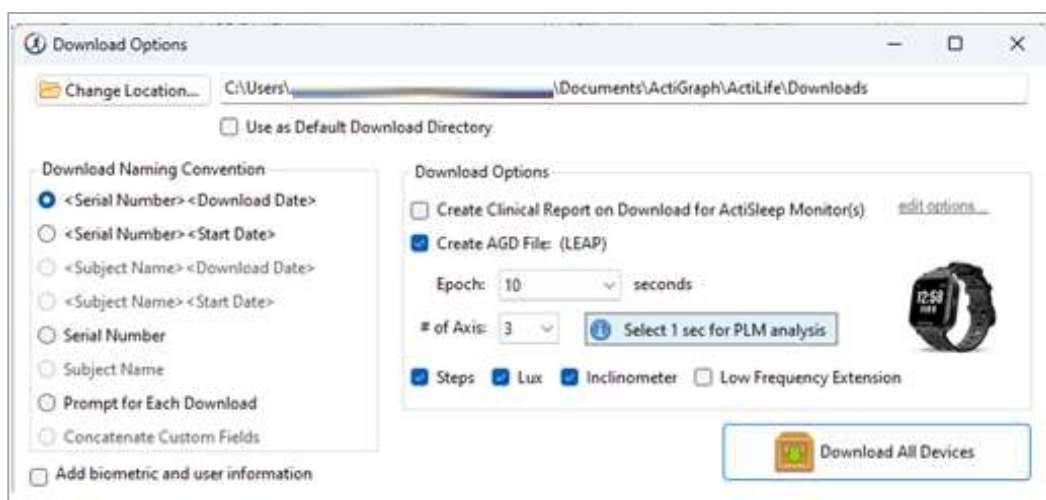 Download Options
Change Location... C:\Users\ \Documents\ActiGraph\ActiLife\Downloads
Use as Default Download Directory
Download Naming Convention
<Serial Number> <Download Date>
<Serial Number> <Start Date>
<Subject Name> <Download Date>
<Subject Name> <Start Date>
Serial Number
Subject Name
Prompt for Each Download
Concatenate Custom Fields
Add biometric and user information
Download Options
Create Clinical Report on Download for ActiSleep Monitor(s) edit options...
Create AGD File: (LEAP)
Epoch: 10 seconds
# of Axis: 3 Select 1 sec for PLM analysis
12:58
Steps Lux Inclinometer Low Frequency Extension
Download All Devices